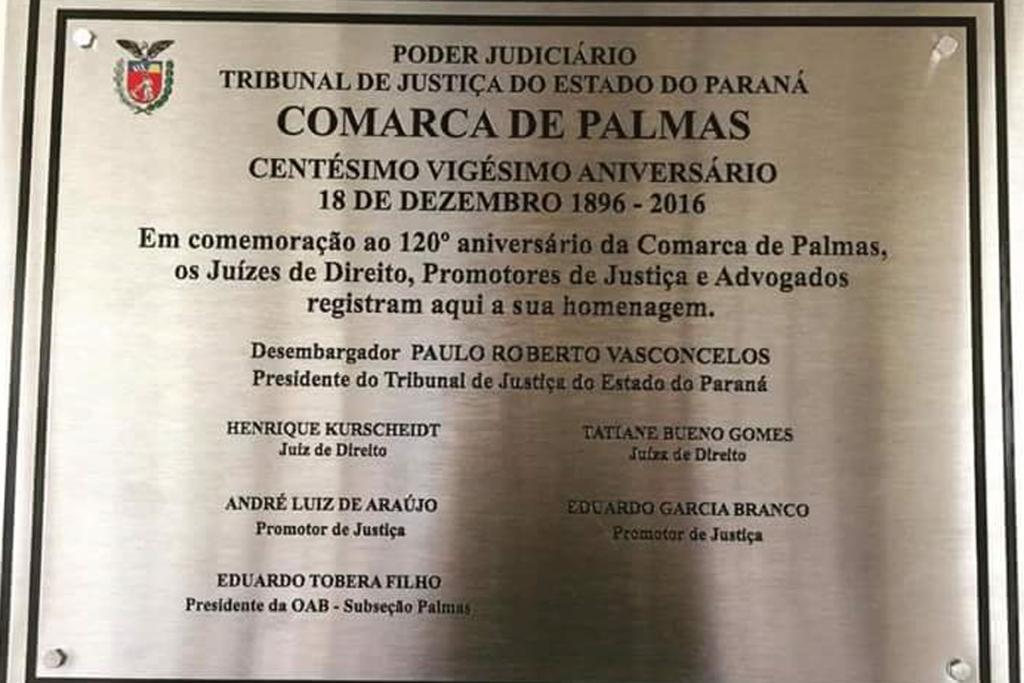 PODER JUDICIÁRIO
TRIBUNAL DE JUSTIÇA DO ESTADO DO PARANÁ
COMARCA DE PALMAS
CENTÉSIMO VIGÉSIMO ANIVERSÁRIO
18 DE DEZEMBRO 1896 - 2016
Em comemoração ao 120º aniversário da Comarca de Palmas,
os Juízes de Direito, Promotores de Justiça e Advogados
registram aqui a sua homenagem.
Desembargador PAULO ROBERTO VASCONCELOS
Presidente do Tribunal de Justiça do Estado do Paraná
HENRIQUE KURSCHEIDT
Juiz de Direito
TATIANE BUENO GOMES
Juíza de Direito
ANDRÉ LUIZ DE ARAÚJO
Promotor de Justiça
EDUARDO GARCIA BRANCO
Promotor de Justiça
EDUARDO TOBERA FILHO
Presidente da OAB - Subseção Palmas